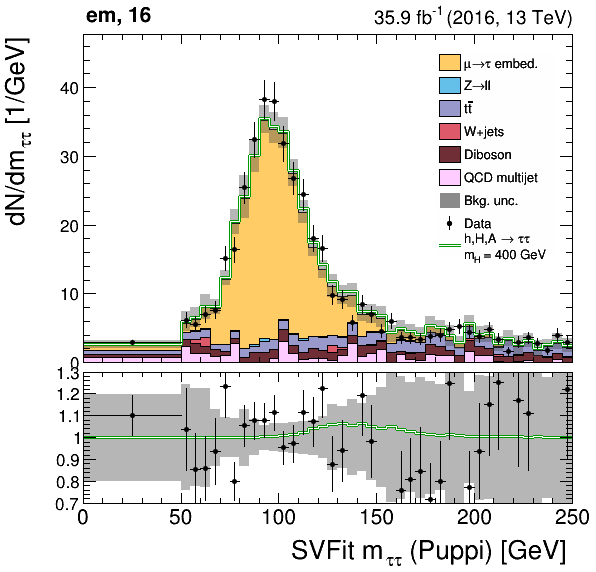 em, 16
35.9 fb⁻¹ (2016, 13 TeV)
dN/dm_ττ [1/GeV]
40
30
20
10
0
μ→τ embed.
Z→ll
tt̄
W+jets
Diboson
QCD multijet
Bkg. unc.
Data
h,H,A → ττ
m_H = 400 GeV
1.3
1.2
1.1
1
0.9
0.8
0.7
0 50 100 150 200 250
SVFit m_ττ (Puppi) [GeV]